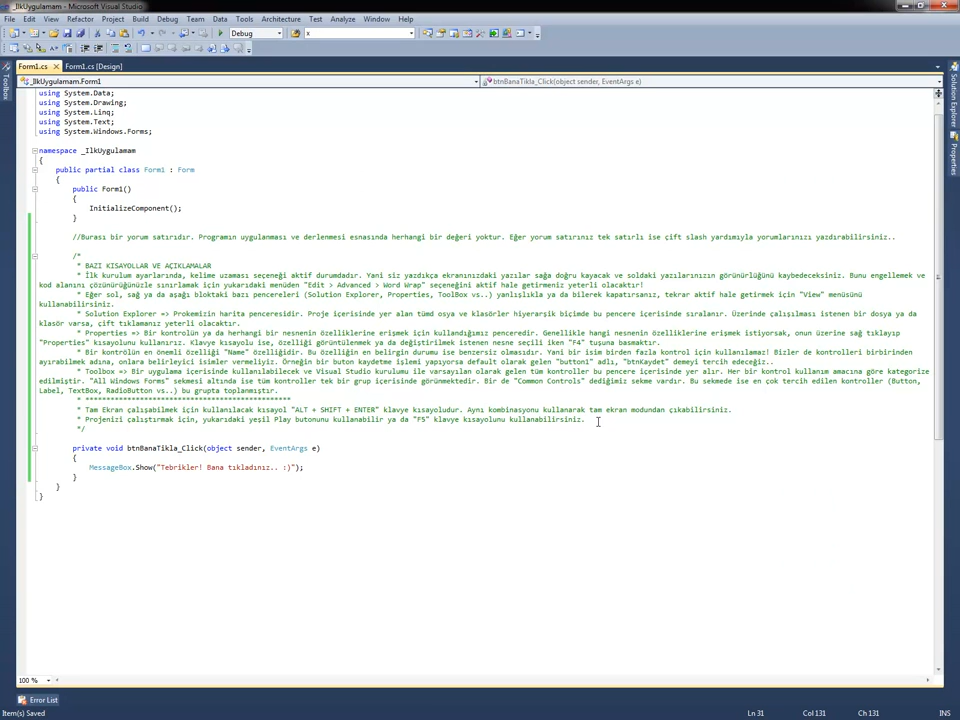 _IlkUygulamam - Microsoft Visual Studio
File Edit View Refactor Project Build Debug Team Data Tools Architecture Test Analyze Window Help
Debug x
Form1.cs Form1.cs [Design]
_IlkUygulamam.Form1 btnBanaTikla_Click(object sender, EventArgs e)
Toolbox
Solution Explorer
Properties
using System.Data;
using System.Drawing;
using System.Linq;
using System.Text;
using System.Windows.Forms;
namespace _IlkUygulamam
{
public partial class Form1 : Form
{
public Form1()
{
InitializeComponent();
}
//Burası bir yorum satırıdır. Programın uygulanması ve derlenmesi esnasında herhangi bir değeri yoktur. Eğer yorum satırınız tek satırlı ise çift slash yardımıyla yorumlarınızı yazdırabilirsiniz..
/*
* BAZI KISAYOLLAR VE AÇIKLAMALAR
* İlk kurulum ayarlarında, kelime uzaması seçeneği aktif durumdadır. Yani siz yazdıkça ekranınızdaki yazılar sağa doğru kayacak ve soldaki yazılarınızın görünürlüğünü kaybedeceksiniz. Bunu engellemek ve
kod alanını çözünürlüğünüzle sınırlamak için yukarıdaki menüden "Edit > Advanced > Word Wrap" seçeneğini aktif hale getirmeniz yeterli olacaktır!
* Eğer sol, sağ ya da aşağı bloktaki bazı pencereleri (Solution Explorer, Properties, ToolBox vs..) yanlışlıkla ya da bilerek kapatırsanız, tekrar aktif hale getirmek için "View" menüsünü
kullanabilirsiniz.
* Solution Explorer => Prokemizin harita penceresidir. Proje içerisinde yer alan tümd dosya ve klasörler hiyerarşik biçimde bu pencere içerisinde sıralanır. Üzerinde çalışılması istenen bir dosya ya da
klasör varsa, çift tıklamanız yeterli olacaktır.
* Properties => Bir kontrolün ya da herhangi bir nesnenin özelliklerine erişmek için kullandığımız penceredir. Genellikle hangi nesnenin özelliklerine erişmek istiyorsak, onun üzerine sağ tıklayıp
"Properties" kısayolunu kullanırız. Klavye kısayolu ise, özelliği görüntülenmek ya da değiştirilmek istenen nesne seçili iken "F4" tuşuna basmaktır.
* Bir kontrolün en önemli özelliği "Name" özelliğidir. Bu özelliğin en belirgin durumu ise benzersiz olmasıdır. Yani bir isim birden fazla kontrol için kullanılamaz! Bizler de kontrolleri birbirinden
ayırabilmek adına, onlara belirleyici isimler vermeliyiz. Örneğin bir buton kaydetme işlemi yapıyorsa default olarak gelen "button1" adlı, "btnKaydet" demeyi tercih edeceğiz..
* Toolbox => Bir uygulama içerisinde kullanılabilecek ve Visual Studio kurulumu ile varsayılan olarak gelen tüm kontroller bu pencere içerisinde yer alır. Her bir kontrol kullanım amacına göre kategorize
edilmiştir. "All Windows Forms" sekmesi altında ise tüm kontroller tek bir grup içerisinde görünmektedir. Bir de "Common Controls" dediğimiz sekme vardır. Bu sekmede ise en çok tercih edilen kontroller (Button,
Label, TextBox, RadioButton vs..) bu grupta toplanmıştır.
* *******************************************
* Tam Ekran çalışabilmek için kullanılacak kısayol "ALT + SHIFT + ENTER" klavye kısayoludur. Aynı kombinasyonu kullanarak tam ekran modundan çıkabilirsiniz.
* Projenizi çalıştırmak için, yukarıdaki yeşil Play butonunu kullanabilir ya da "F5" klavye kısayolunu kullanabilirsiniz.
*/
private void btnBanaTikla_Click(object sender, EventArgs e)
{
MessageBox.Show("Tebrikler! Bana tıkladınız.. :)");
}
}
}
100 %
Error List
Item(s) Saved Ln 31 Col 131 Ch 131 INS